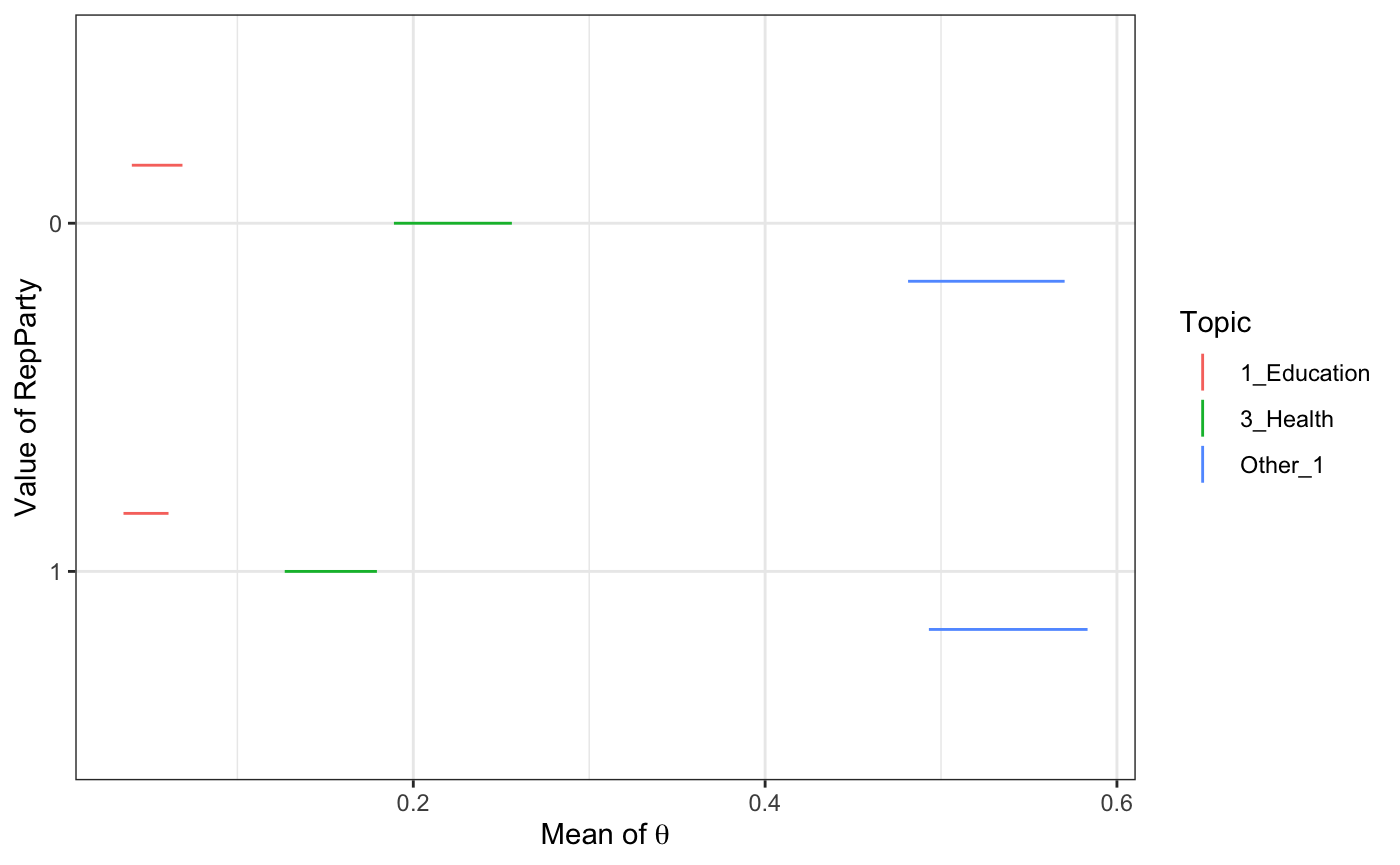 Value of RepParty
0
1
0.2
0.4
0.6
Mean of θ
Topic
1_Education
3_Health
Other_1